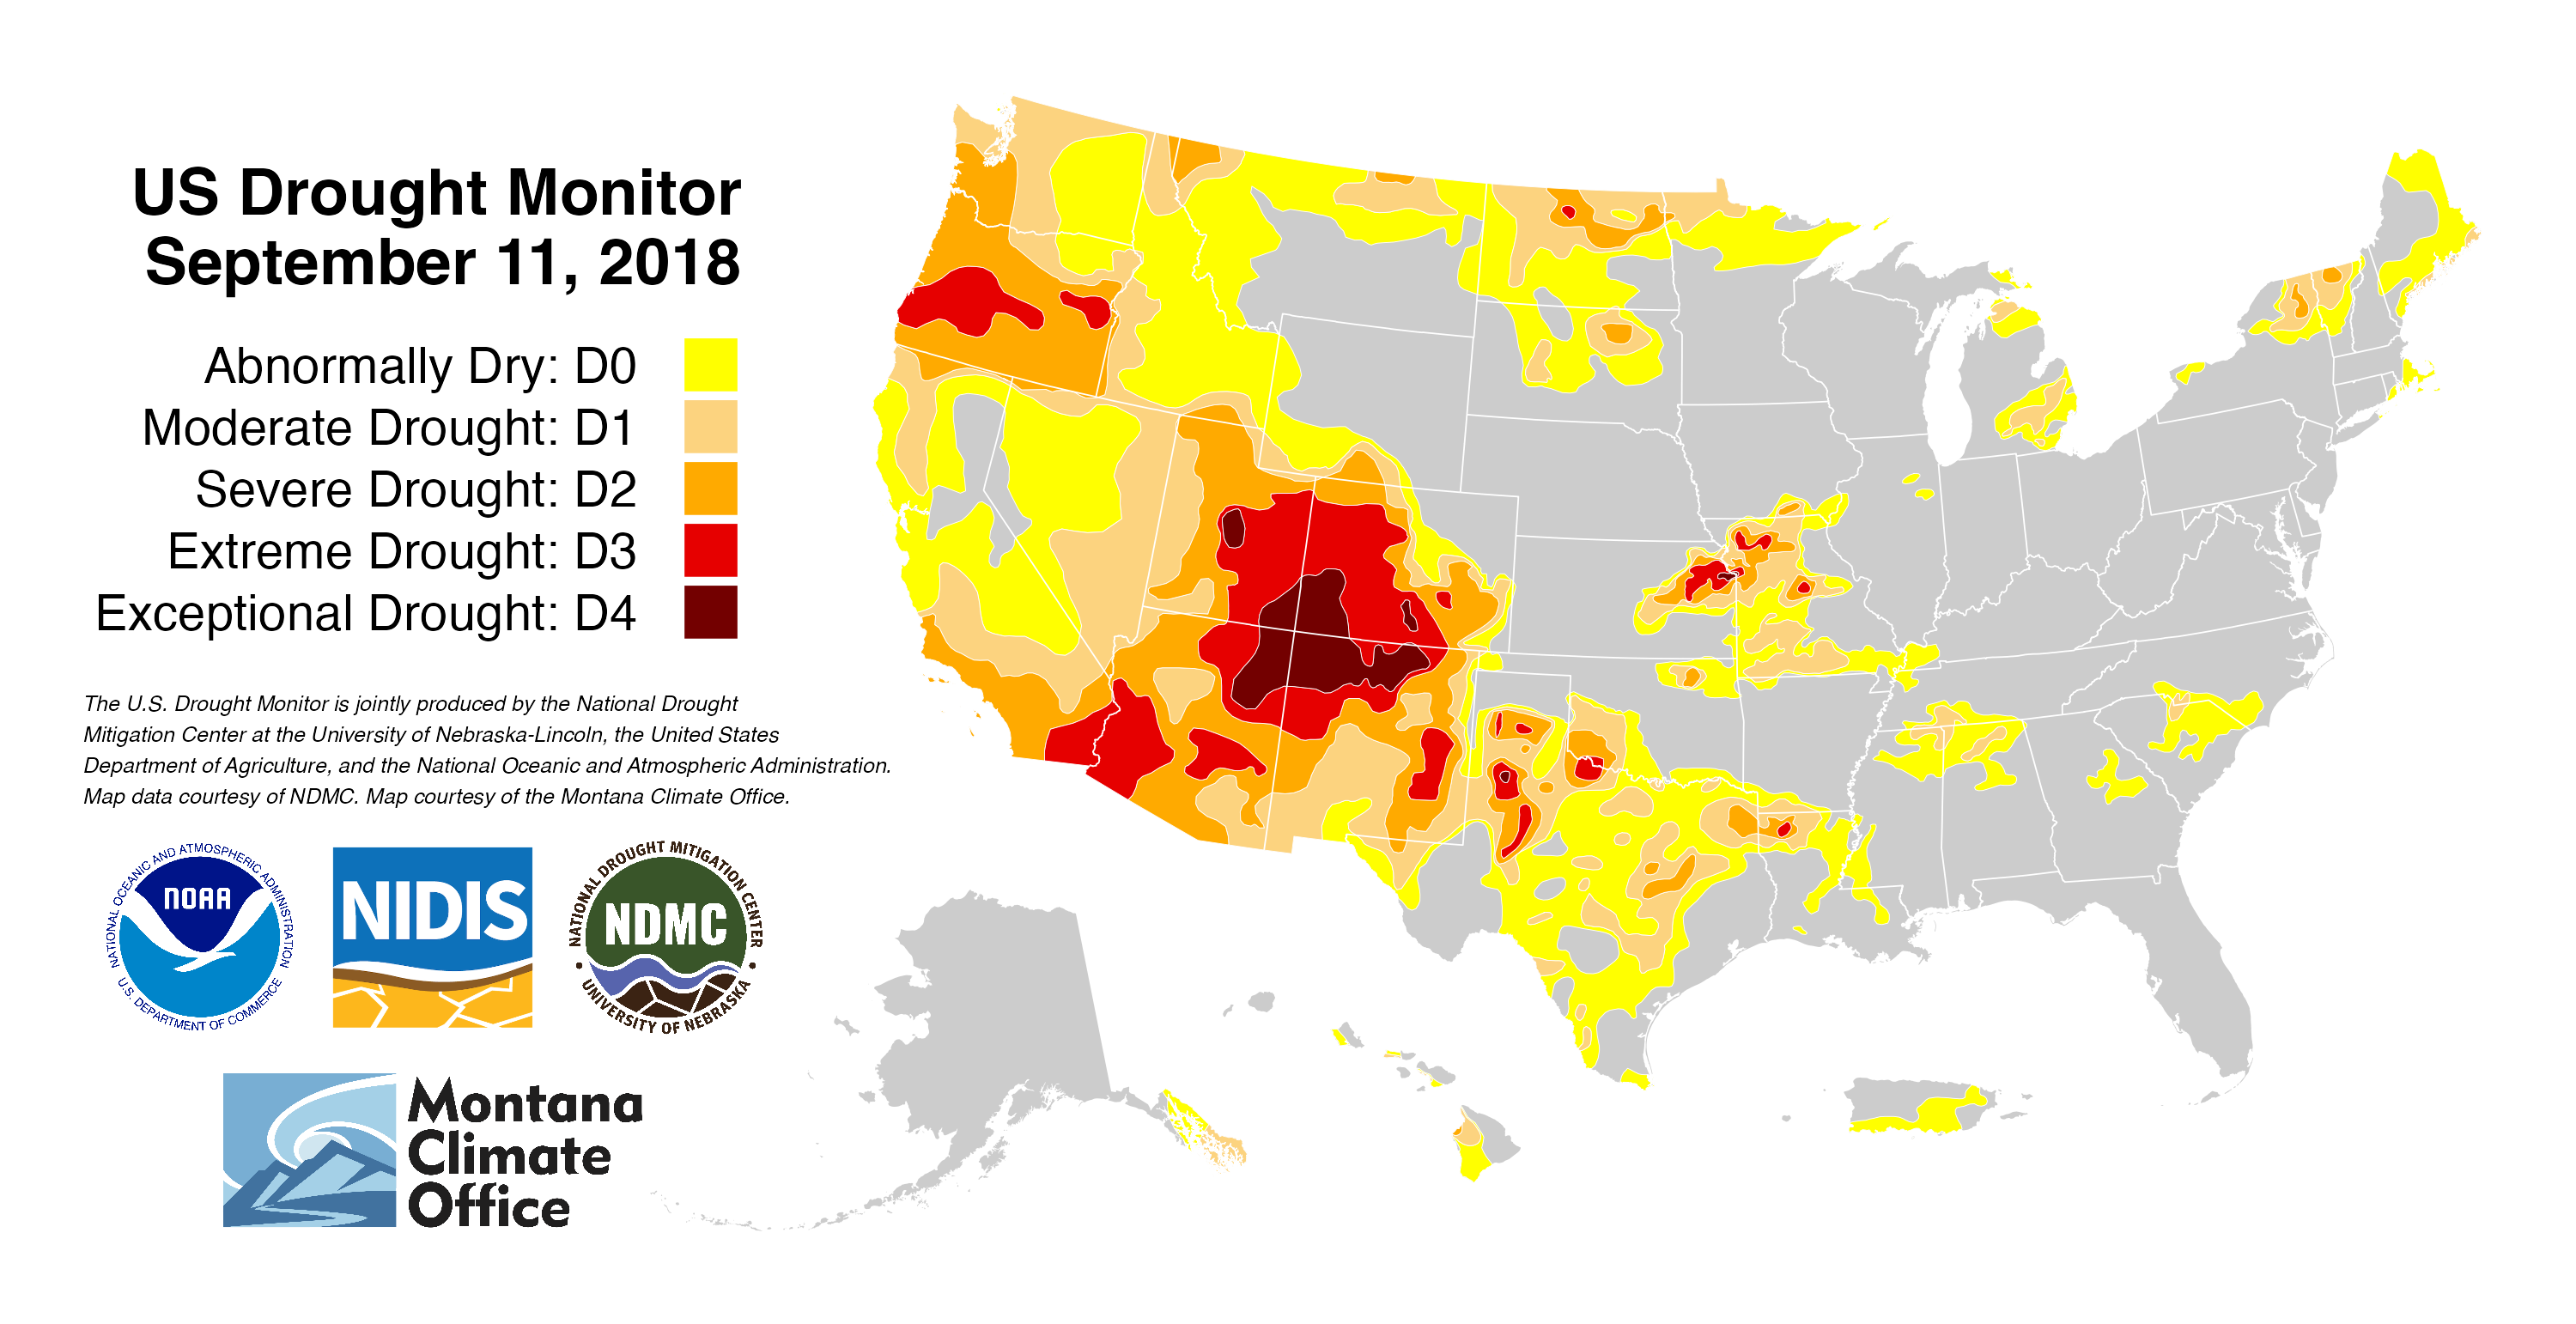 US Drought Monitor
September 11, 2018
Abnormally Dry: D0
Moderate Drought: D1
Severe Drought: D2
Extreme Drought: D3
Exceptional Drought: D4
The U.S. Drought Monitor is jointly produced by the National Drought
Mitigation Center at the University of Nebraska-Lincoln, the United States
Department of Agriculture, and the National Oceanic and Atmospheric Administration.
Map data courtesy of NDMC. Map courtesy of the Montana Climate Office.
NATIONAL OCEANIC AND ATMOSPHERIC ADMINISTRATION
NOAA
U.S. DEPARTMENT OF COMMERCE
NIDIS
NATIONAL DROUGHT MITIGATION CENTER
NDMC
UNIVERSITY OF NEBRASKA
Montana
Climate
Office